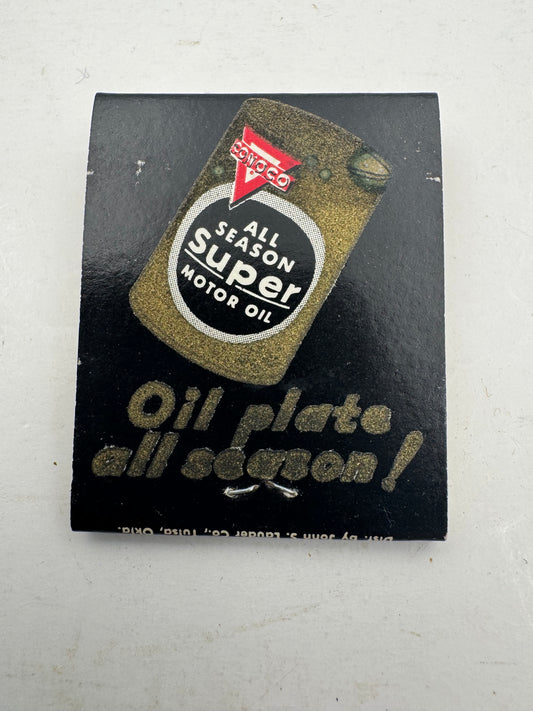 CONOCO
ALL
SEASON
Super
MOTOR OIL
Oil plate
all season!
Dist. by John S. Lauder Co., Tulsa, Okla.